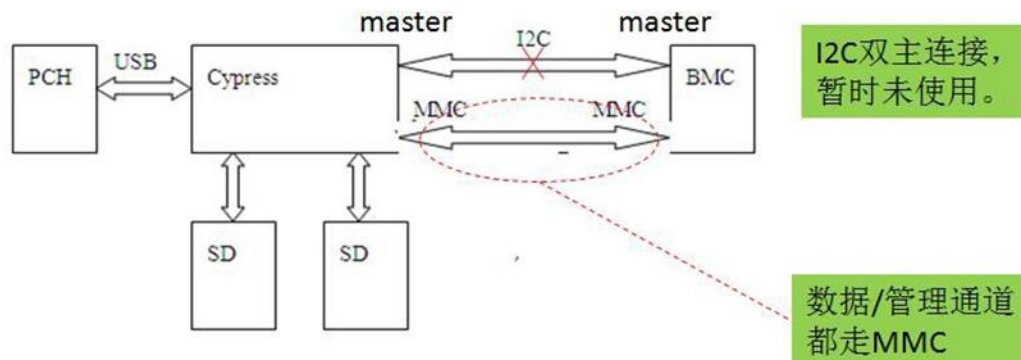 master
master
I2C
I2C双主连接，
暂时未使用。
PCH
USB
Cypress
BMC
MMC
MMC
SD
SD
数据/管理通道
都走MMC